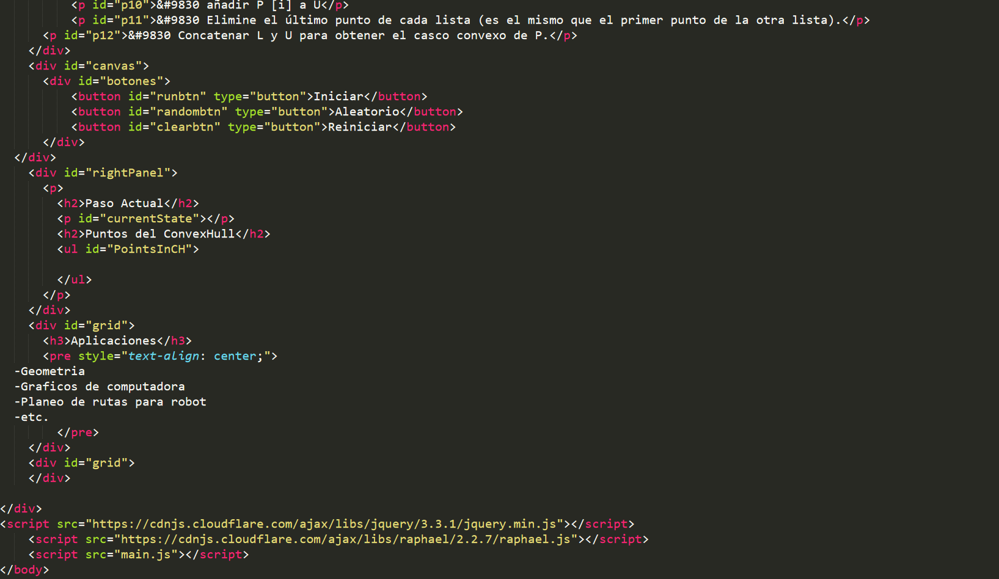 <p id="p10">&#9830 añadir P [i] a U</p>
<p id="p11">&#9830 Elimine el último punto de cada lista (es el mismo que el primer punto de la otra lista).</p>
<p id="p12">&#9830 Concatenar L y U para obtener el casco convexo de P.</p>
</div>
<div id="canvas">
<div id="botones">
<button id="runbtn" type="button">Iniciar</button>
<button id="randombtn" type="button">Aleatorio</button>
<button id="clearbtn" type="button">Reiniciar</button>
</div>
</div>
<div id="rightPanel">
<p>
<h2>Paso Actual</h2>
<p id="currentState"></p>
<h2>Puntos del ConvexHull</h2>
<ul id="PointsInCH">
</ul>
</p>
</div>
<div id="grid">
<h3>Aplicaciones</h3>
<pre style="text-align: center;">
-Geometria
-Graficos de computadora
-Planeo de rutas para robot
-etc.
</pre>
</div>
<div id="grid">
</div>
</div>
<script src="https://cdnjs.cloudflare.com/ajax/libs/jquery/3.3.1/jquery.min.js"></script>
<script src="https://cdnjs.cloudflare.com/ajax/libs/raphael/2.2.7/raphael.js"></script>
<script src="main.js"></script>
</body>